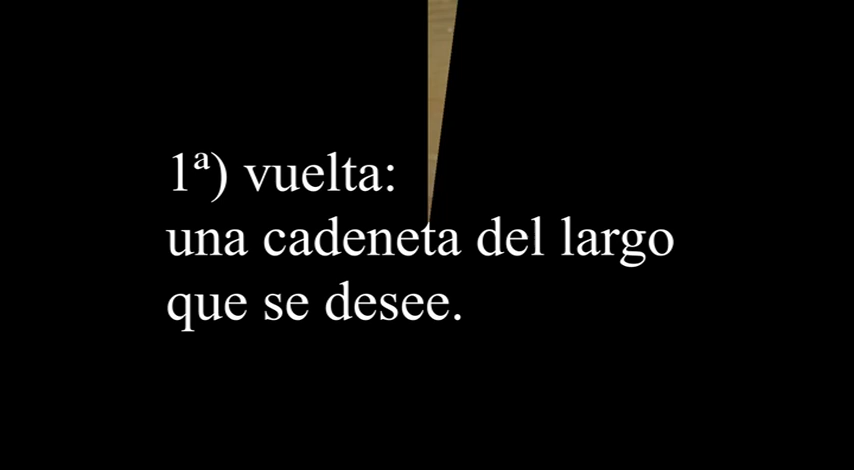 1ª) vuelta:
una cadeneta del largo
que se desee.